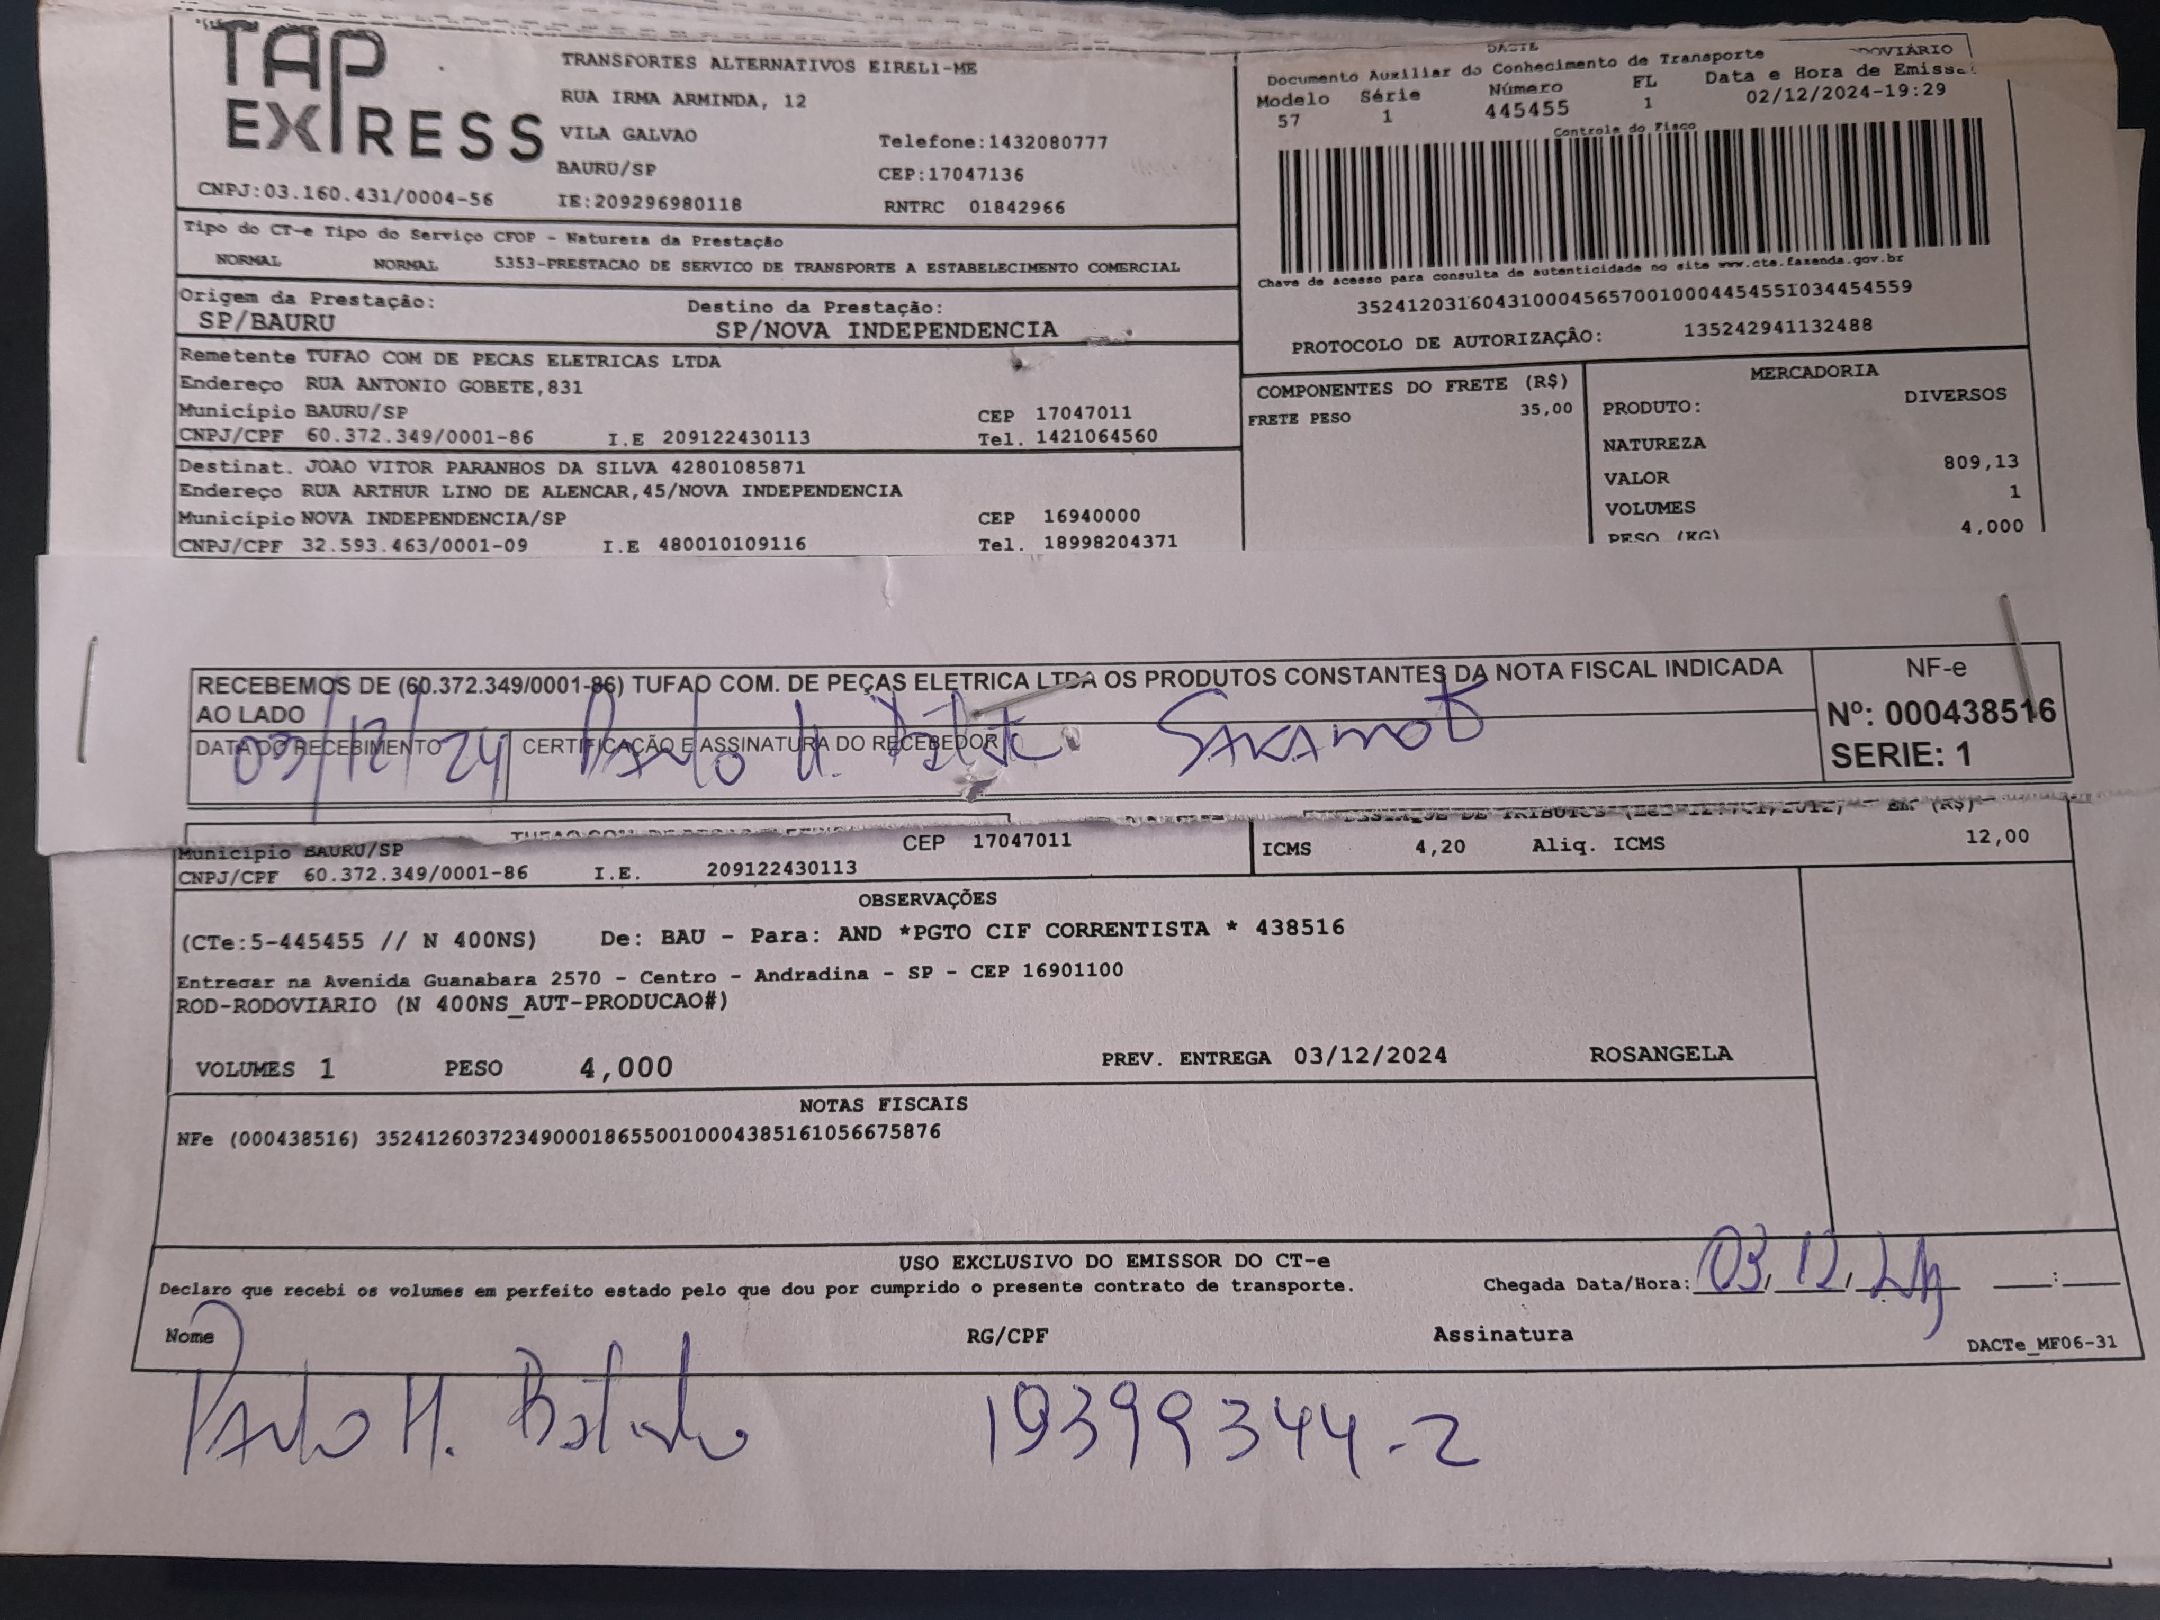 TAP EXPRESS
TRANSPORTES ALTERNATIVOS EIRELI-ME
RUA IRMA ARMINDA, 12
VILA GALVAO Telefone:1432080777
BAURU/SP CEP:17047136
CNPJ:03.160.431/0004-56 IE:209296980118 RNTRC 01842966
DACTE
Documento Auxiliar do Conhecimento de Transporte
Modelo Série Número FL Data e Hora de
57 1 445455 1 02/12/2024-19:29
Controle do Fisco
Chave de acesso para consulta de autenticidade no site www.cte.fazenda.gov.br
35241203160431000456570010004454551034454559
PROTOCOLO DE AUTORIZAÇÃO: 135242941132488
Tipo do CT-e Tipo do Serviço CFOP - Natureza da Prestação
NORMAL NORMAL 5353-PRESTACAO DE SERVICO DE TRANSPORTE A ESTABELECIMENTO COMERCIAL
Origem da Prestação: Destino da Prestação:
SP/BAURU SP/NOVA INDEPENDENCIA
Remetente TUFAO COM DE PECAS ELETRICAS LTDA
Endereço RUA ANTONIO GOBETE,831
Município BAURU/SP CEP 17047011
CNPJ/CPF 60.372.349/0001-86 I.E 209122430113 Tel. 1421064560
Destinat. JOAO VITOR PARANHOS DA SILVA 42801085871
Endereço RUA ARTHUR LINO DE ALENCAR,45/NOVA INDEPENDENCIA
Município NOVA INDEPENDENCIA/SP CEP 16940000
CNPJ/CPF 32.593.463/0001-09 I.E 480010109116 Tel. 18998204371
COMPONENTES DO FRETE (R$)
FRETE PESO 35,00
MERCADORIA
PRODUTO: DIVERSOS
NATUREZA
VALOR 809,13
VOLUMES 1
PESO (KG) 4,000
RECEBEMOS DE (60.372.349/0001-86) TUFAO COM. DE PEÇAS ELETRICA LTDA OS PRODUTOS CONSTANTES DA NOTA FISCAL INDICADA
AO LADO
DATA DO RECEBIMENTO CERTIFICAÇÃO E ASSINATURA DO RECEBEDOR
03/12/24 Paulo H. SAKAMOTO
NF-e
Nº: 000438516
SERIE: 1
Município BAURU/SP CEP 17047011
CNPJ/CPF 60.372.349/0001-86 I.E. 209122430113
ICMS 4,20 Aliq. ICMS 12,00
OBSERVAÇÕES
(CTe:5-445455 // N 400NS) De: BAU - Para: AND *PGTO CIF CORRENTISTA * 438516
Entregar na Avenida Guanabara 2570 - Centro - Andradina - SP - CEP 16901100
ROD-RODOVIARIO (N 400NS_AUT-PRODUCAO#)
VOLUMES 1 PESO 4,000 PREV. ENTREGA 03/12/2024 ROSANGELA
NOTAS FISCAIS
NFe (000438516) 35241260372349000186550010004385161056675876
USO EXCLUSIVO DO EMISSOR DO CT-e
Declaro que recebi os volumes em perfeito estado pelo que dou por cumprido o presente contrato de transporte. Chegada Data/Hora: 03, 12, 24 :
Nome RG/CPF Assinatura
DACTe_MF06-31
Paulo H. 19399344-2